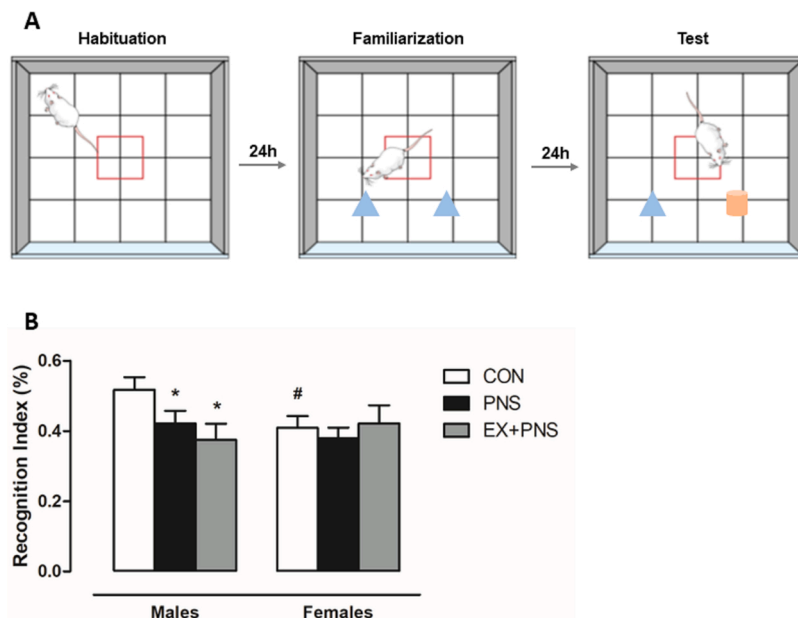 A
Habituation
Familiarization
Test
24h
24h
B
Recognition Index (%)
0.6
0.4
0.2
0.0
*
*
#
CON
PNS
EX+PNS
Males
Females